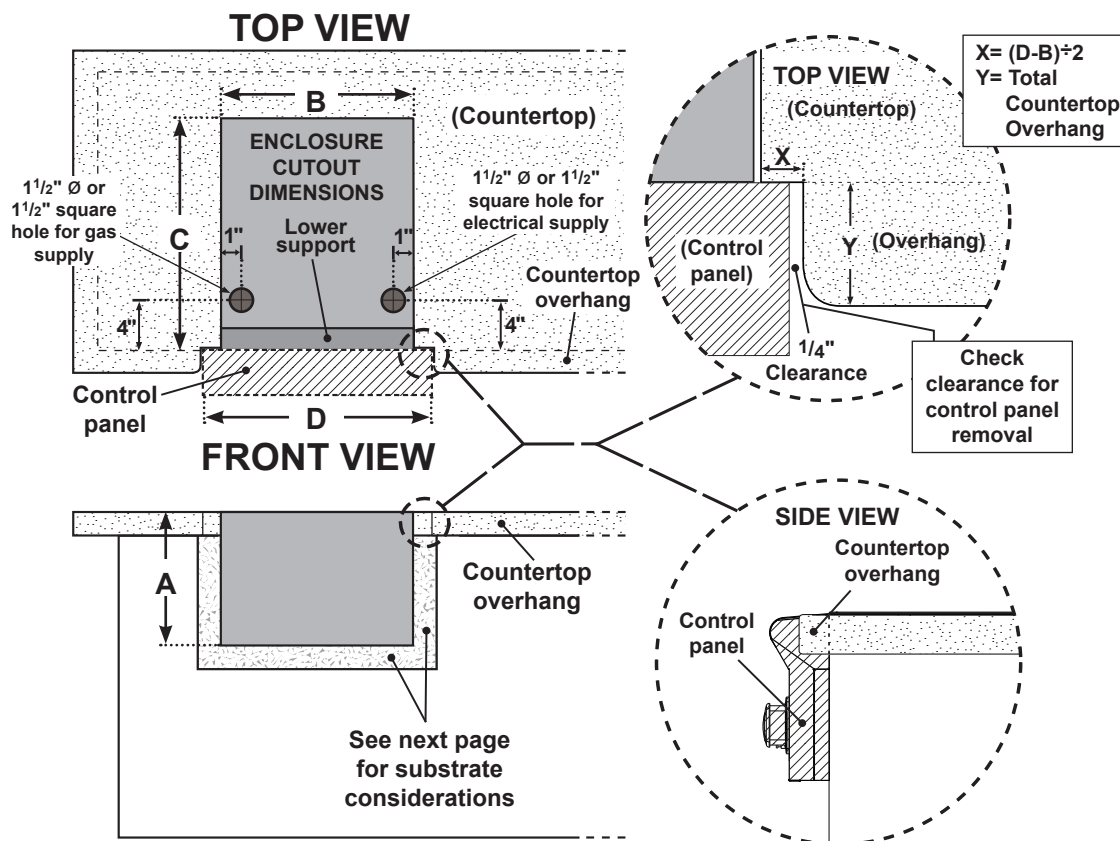 TOP VIEW
B
(Countertop)
ENCLOSURE
CUTOUT
DIMENSIONS
1 1/2" Ø or
1 1/2" square
hole for gas
supply
1 1/2" Ø or 1 1/2"
square hole for
electrical supply
C
Lower
support
1"
1"
4"
4"
Countertop
overhang
Control
panel
D
TOP VIEW
(Countertop)
X= (D-B)÷2
Y= Total
Countertop
Overhang
X
Y
(Control
panel)
(Overhang)
1/4"
Clearance
Check
clearance for
control panel
removal
FRONT VIEW
A
Countertop
overhang
See next page
for substrate
considerations
SIDE VIEW
Countertop
overhang
Control
panel